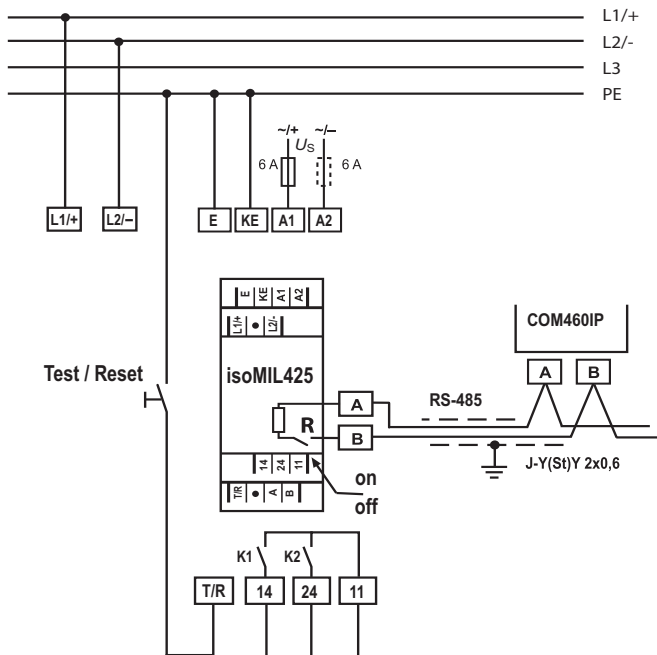 L1/+
L2/-
L3
PE
~/+ ~/–
US
6 A 6 A
L1/+ L2/– E KE A1 A2
E KE A1 A2
L1/+ • L2/-
COM460IP
Test / Reset
isoMIL425
A B
RS-485
A
R
B
J-Y(St)Y 2x0,6
14 24 11
on
T/R • A B
off
K1 K2
T/R 14 24 11